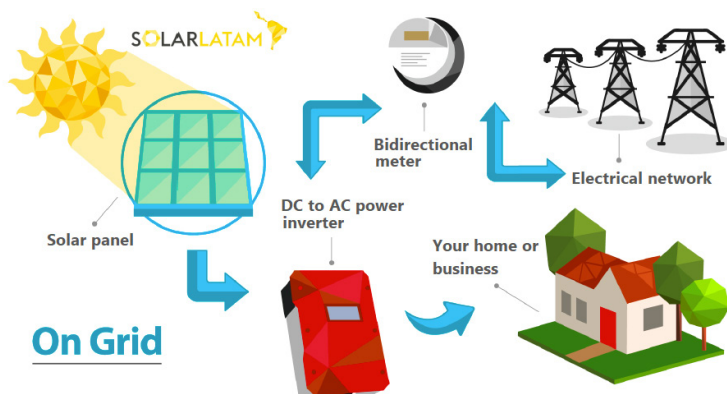 SOLARLATAM
Bidirectional
meter
Electrical network
DC to AC power
inverter
Solar panel
Your home or
business
On Grid